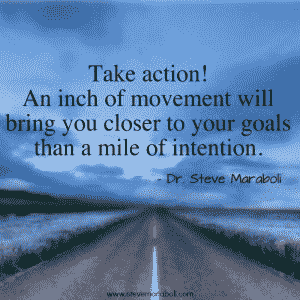 Take action!
An inch of movement will
bring you closer to your goals
than a mile of intention.
- Dr. Steve Maraboli
www.stevemaraboli.com